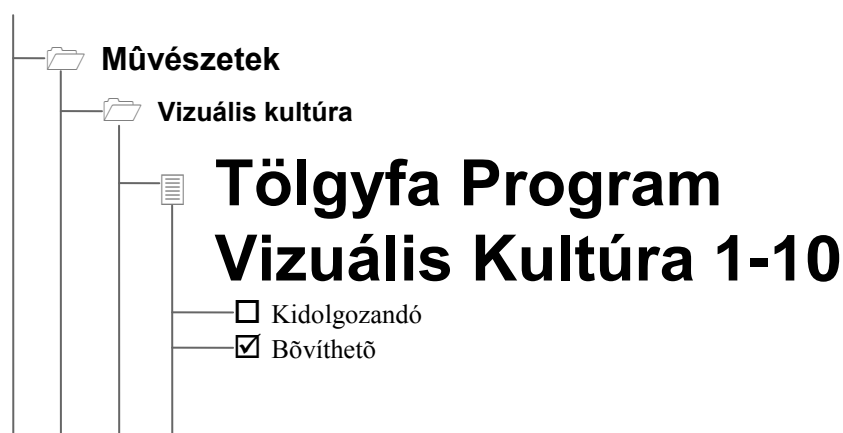 Mûvészetek
Vizuális kultúra
Tölgyfa Program
Vizuális Kultúra 1-10
Kidolgozandó
Bõvíthetõ